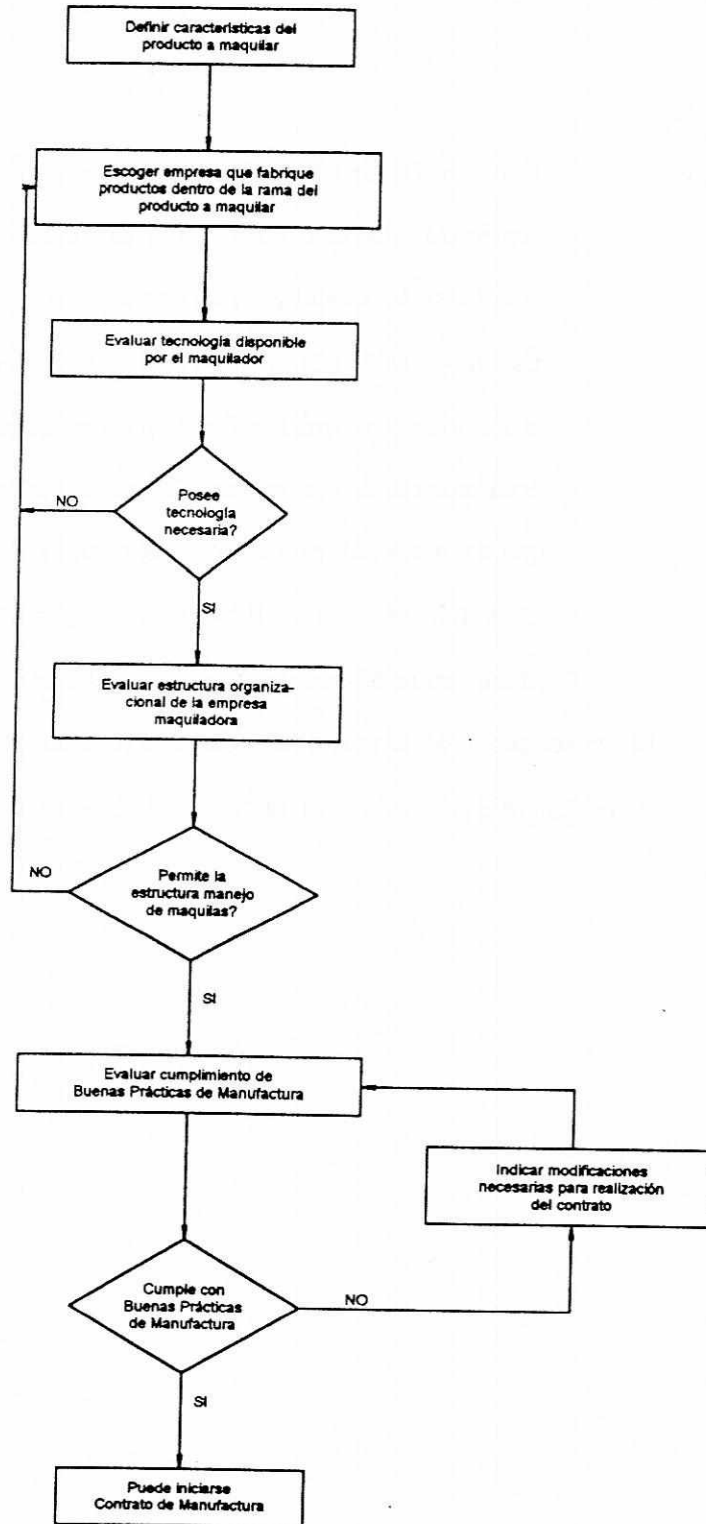 Definir características del
producto a maquilar
Escoger empresa que fabrique
productos dentro de la rama del
producto a maquilar
Evaluar tecnología disponible
por el maquilador
Posee
tecnología
necesaria?
NO
SI
Evaluar estructura organiza-
cional de la empresa
maquiladora
Permite la
estructura manejo
de maquilas?
NO
SI
Evaluar cumplimiento de
Buenas Prácticas de Manufactura
Indicar modificaciones
necesarias para realización
del contrato
Cumple con
Buenas Prácticas
de Manufactura
NO
SI
Puede iniciarse
Contrato de Manufactura